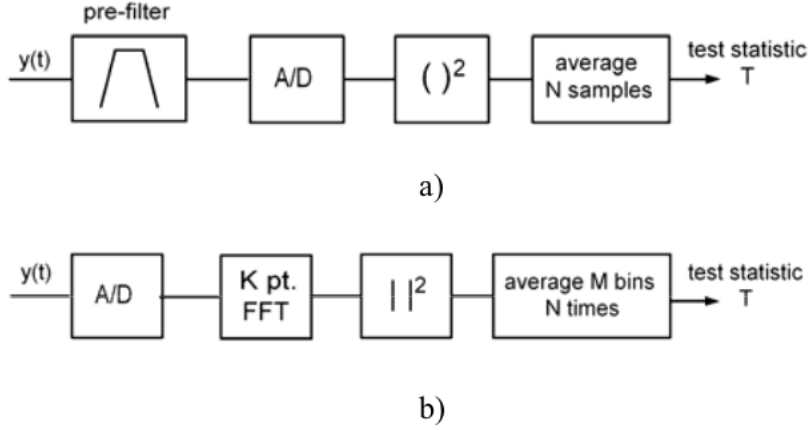 pre-filter
y(t)
A/D
( )²
average
N samples
test statistic
T
a)
y(t)
A/D
K pt.
FFT
| |²
average M bins
N times
test statistic
T
b)